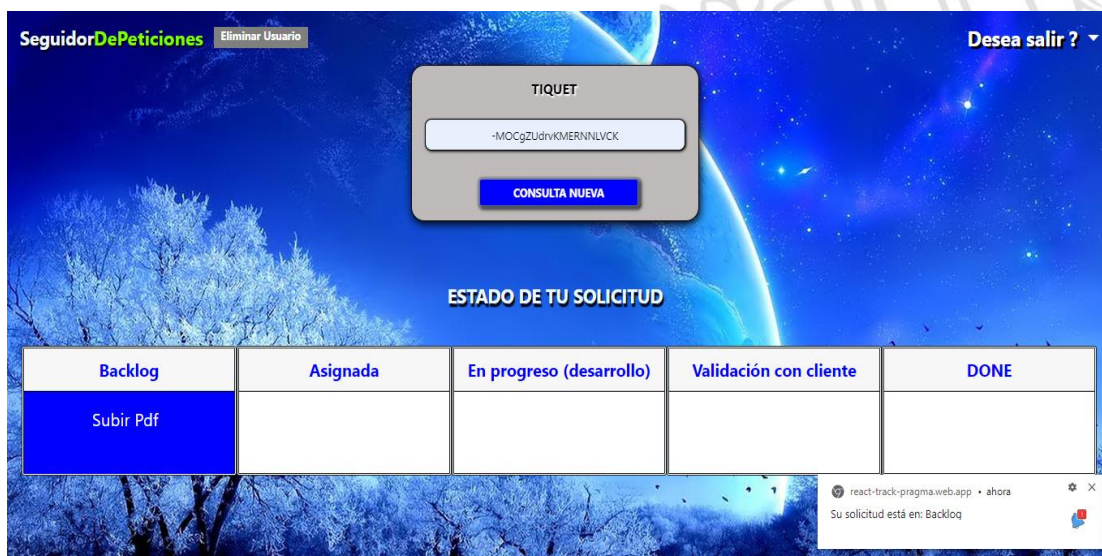 SeguidorDePeticiones Eliminar Usuario Desea salir ?
TIQUET
-MOCgZUdrvKMERNNLVCK
CONSULTA NUEVA
ESTADO DE TU SOLICITUD
Backlog Asignada En progreso (desarrollo) Validación con cliente DONE
Subir Pdf
react-track-pragma.web.app • ahora
Su solicitud está en: Backlog